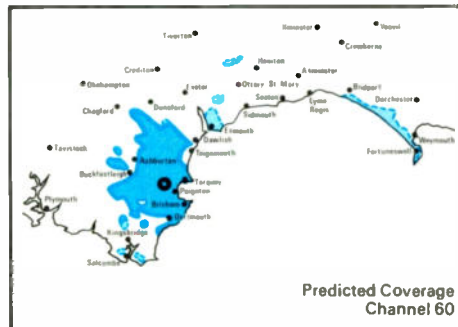 Tiverton
Ilminster
Yeovil
Crewkerne
Crediton
Honiton
Axminster
Okehampton
Exeter
Ottery St Mary
Bridport
Chagford
Dunsford
Seaton
Lyme
Regis
Dorchester
Sidmouth
Exmouth
Dawlish
Weymouth
Tavistock
Ashburton
Teignmouth
Fortuneswell
Buckfastleigh
Torquay
Plymouth
Paignton
Brixham
Dartmouth
Kingsbridge
Salcombe
Predicted Coverage
Channel 60